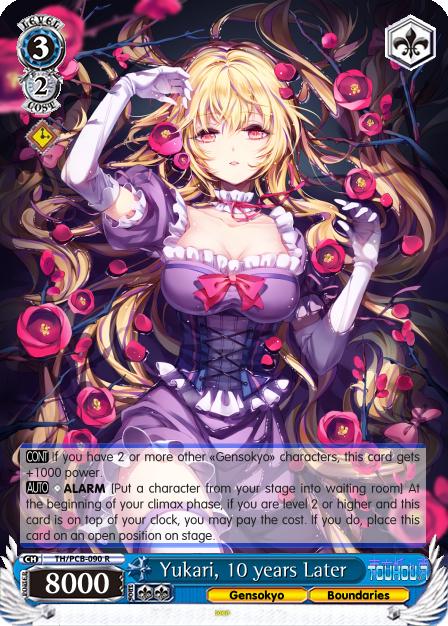 LEVEL
3
2
COST
CONT If you have 2 or more other «Gensokyo» characters, this card gets
+1000 power.
AUTO ALARM [Put a character from your stage into waiting room] At
the beginning of your climax phase, if you are level 2 or higher and this
card is on top of your clock, you may pay the cost. If you do, place this
card on an open position on stage.
CH TH/PCB-090 R
POWER 8000
SOUL
Yukari, 10 years Later
TOUHOU
Gensokyo Boundaries